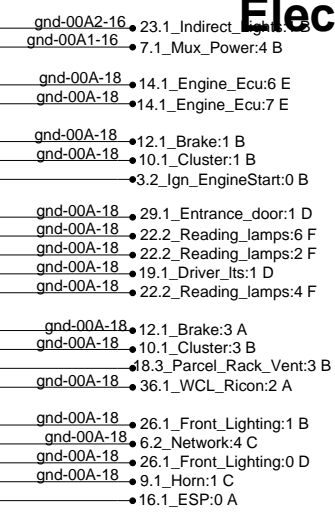 Elec
gnd-00A2-16 23.1_Indirect_Lights:1 B
gnd-00A1-16 7.1_Mux_Power:4 B
gnd-00A-18 14.1_Engine_Ecu:6 E
gnd-00A-18 14.1_Engine_Ecu:7 E
gnd-00A-18 12.1_Brake:1 B
gnd-00A-18 10.1_Cluster:1 B
3.2_Ign_EngineStart:0 B
gnd-00A-18 29.1_Entrance_door:1 D
gnd-00A-18 22.2_Reading_lamps:6 F
gnd-00A-18 22.2_Reading_lamps:2 F
gnd-00A-18 19.1_Driver_lts:1 D
gnd-00A-18 22.2_Reading_lamps:4 F
gnd-00A-18 12.1_Brake:3 A
gnd-00A-18 10.1_Cluster:3 B
18.3_Parcel_Rack_Vent:3 B
gnd-00A-18 36.1_WCL_Ricon:2 A
gnd-00A-18 26.1_Front_Lighting:1 B
gnd-00A-18 6.2_Network:4 C
gnd-00A-18 26.1_Front_Lighting:0 D
gnd-00A-18 9.1_Horn:1 C
16.1_ESP:0 A